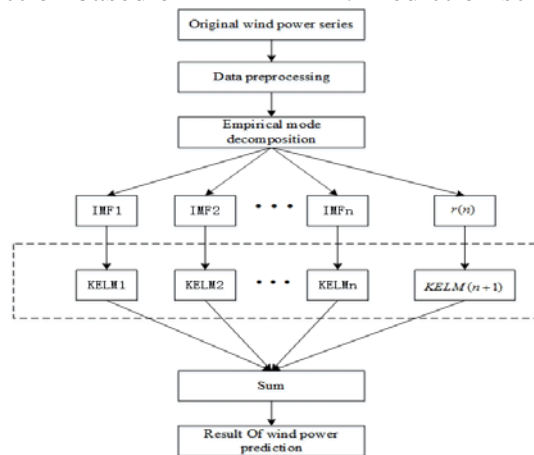 Original wind power series
Data preprocessing
Empirical mode
decomposition
IMF1 IMF2 • • • IMFn r(n)
KELM1 KELM2 • • • KELMn KELM(n+1)
Sum
Result Of wind power
prediction